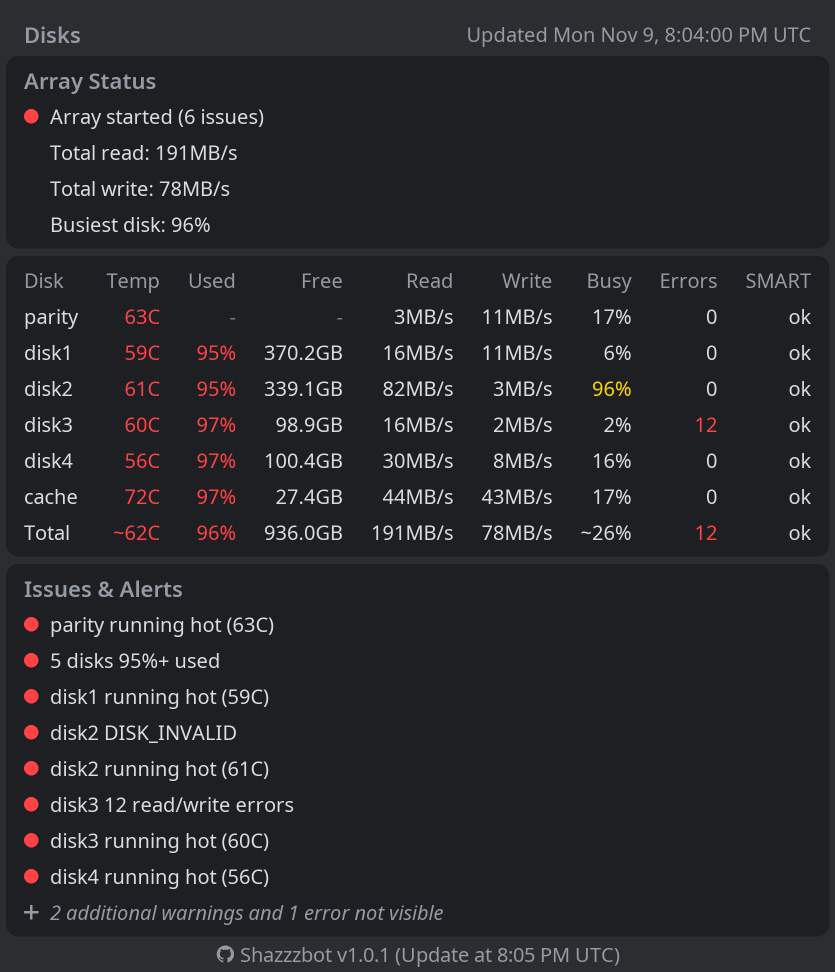 Disks Updated Mon Nov 9, 8:04:00 PM UTC
Array Status
Array started (6 issues)
Total read: 191MB/s
Total write: 78MB/s
Busiest disk: 96%
Disk Temp Used Free Read Write Busy Errors SMART
parity 63C - - 3MB/s 11MB/s 17% 0 ok
disk1 59C 95% 370.2GB 16MB/s 11MB/s 6% 0 ok
disk2 61C 95% 339.1GB 82MB/s 3MB/s 96% 0 ok
disk3 60C 97% 98.9GB 16MB/s 2MB/s 2% 12 ok
disk4 56C 97% 100.4GB 30MB/s 8MB/s 16% 0 ok
cache 72C 97% 27.4GB 44MB/s 43MB/s 17% 0 ok
Total ~62C 96% 936.0GB 191MB/s 78MB/s ~26% 12 ok
Issues & Alerts
parity running hot (63C)
5 disks 95%+ used
disk1 running hot (59C)
disk2 DISK_INVALID
disk2 running hot (61C)
disk3 12 read/write errors
disk3 running hot (60C)
disk4 running hot (56C)
+ 2 additional warnings and 1 error not visible
Shazzzbot v1.0.1 (Update at 8:05 PM UTC)